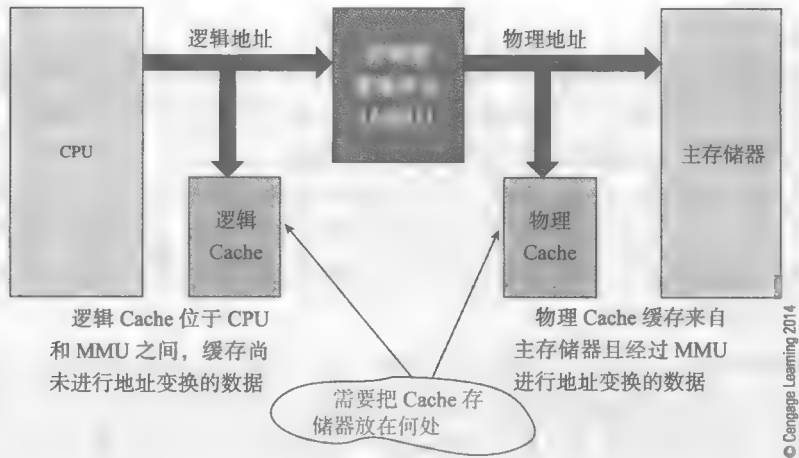 逻辑地址
物理地址
CPU
主存储器
逻辑
Cache
物理
Cache
逻辑 Cache 位于 CPU
和 MMU 之间，缓存尚
未进行地址变换的数据
物理 Cache 缓存来自
主存储器且经过 MMU
进行地址变换的数据
需要把 Cache 存
储器放在何处
© Cengage Learning 2014